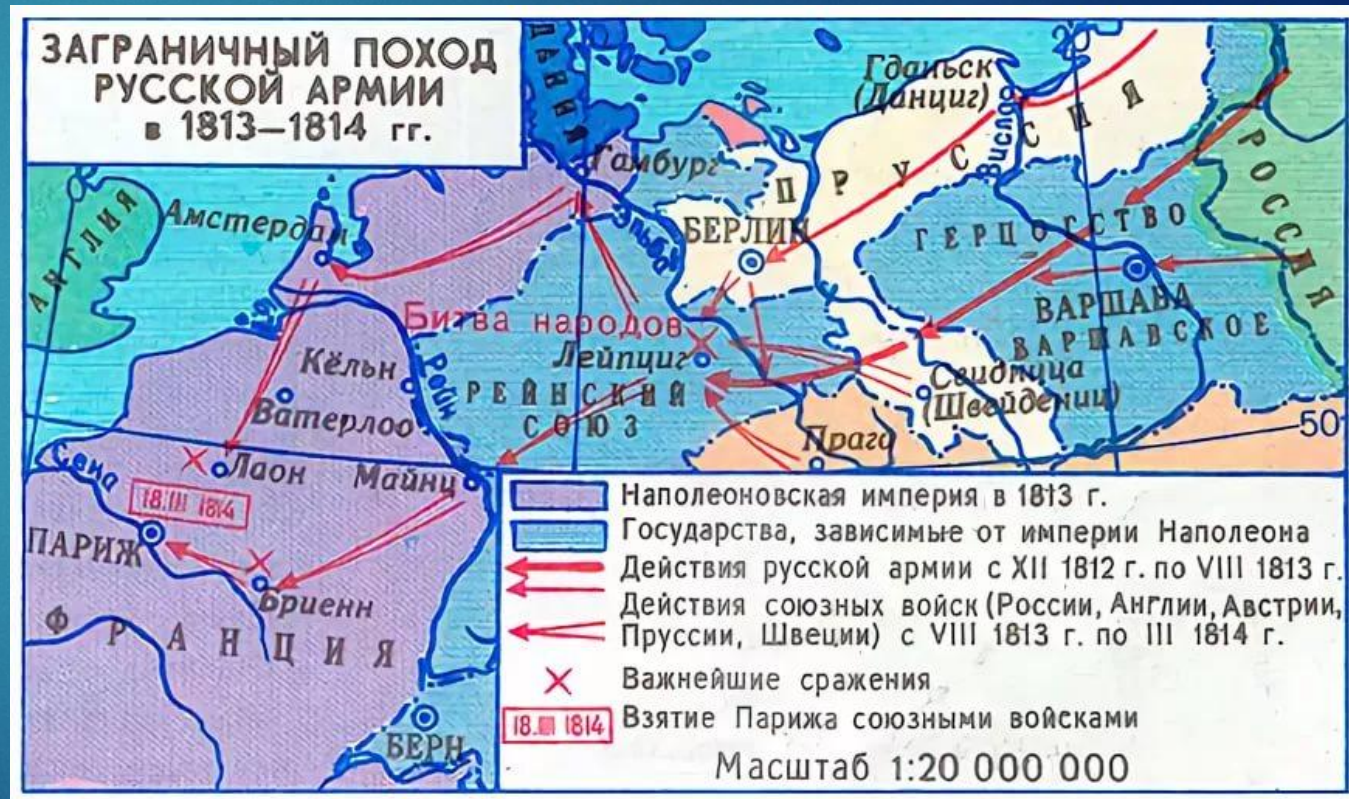 ЗАГРАНИЧНЫЙ ПОХОД
РУССКОЙ АРМИИ
в 1813—1814 гг.
ДАНИЯ
Гданьск
(Данциг)
Висла
ПРУССИЯ
РОССИЯ
АНГЛИЯ
Амстердам
Гамбург
Эльба
БЕРЛИН
ГЕРЦОГСТВО
ВАРШАВА
ВАРШАВСКОЕ
Битва народов
Лейпциг
Кёльн
Рейн
РЕЙНСКИЙ
СОЮЗ
Ватерлоо
Свидница
(Швейдениц)
Прага
50
Сена
Лаон
Майнц
18.III 1814
ПАРИЖ
Бриенн
ФРАНЦИЯ
БЕРН
Наполеоновская империя в 1813 г.
Государства, зависимые от империи Наполеона
Действия русской армии с XII 1812 г. по VIII 1813 г.
Действия союзных войск (России, Англии, Австрии,
Пруссии, Швеции) с VIII 1813 г. по III 1814 г.
Важнейшие сражения
18.III 1814 Взятие Парижа союзными войсками
Масштаб 1:20 000 000